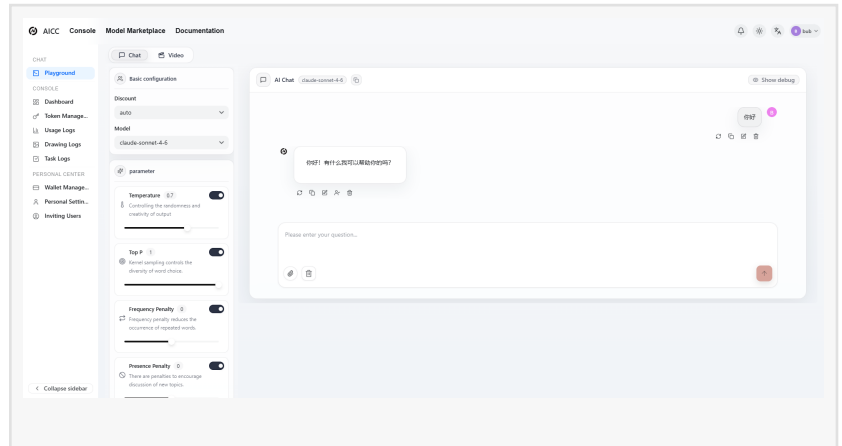 AICC Console Model Marketplace Documentation
bub
CHAT
Playground
CONSOLE
Dashboard
Token Manage...
Usage Logs
Drawing Logs
Task Logs
PERSONAL CENTER
Wallet Manage...
Personal Settin...
Inviting Users
Collapse sidebar
Chat Video
Basic configuration
Discount
auto
Model
claude-sonnet-4-6
parameter
Temperature 0.7
Controlling the randomness and
creativity of output
Top P 1
Kernel sampling controls the
diversity of word choice.
Frequency Penalty 0
Frequency penalty reduces the
occurrence of repeated words.
Presence Penalty 0
There are penalties to encourage
discussion of new topics.
AI Chat claude-sonnet-4-6
Show debug
你好
你好！有什么我可以帮助你的吗？
Please enter your question...